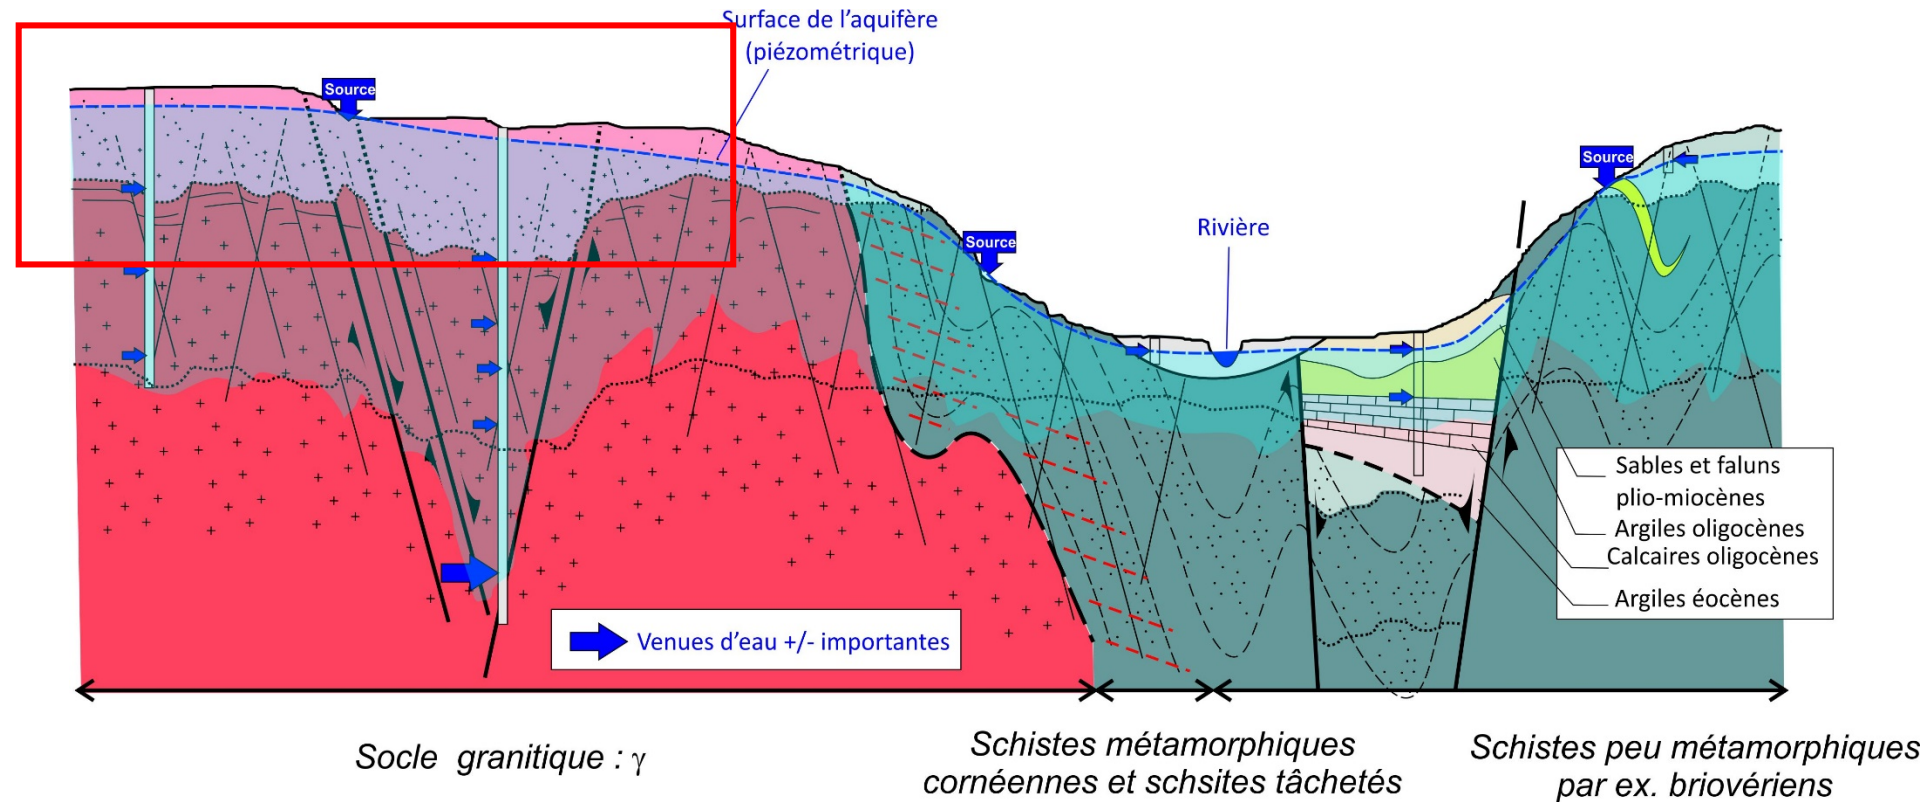 Surface de l'aquifère
(piézométrique)
Source
Source
Source
Rivière
Sables et faluns
plio-miocènes
Argiles oligocènes
Calcaires oligocènes
Argiles éocènes
Venues d'eau +/- importantes
Socle granitique : γ
Schistes métamorphiques
cornéennes et schsites tâchetés
Schistes peu métamorphiques
par ex. briovériens